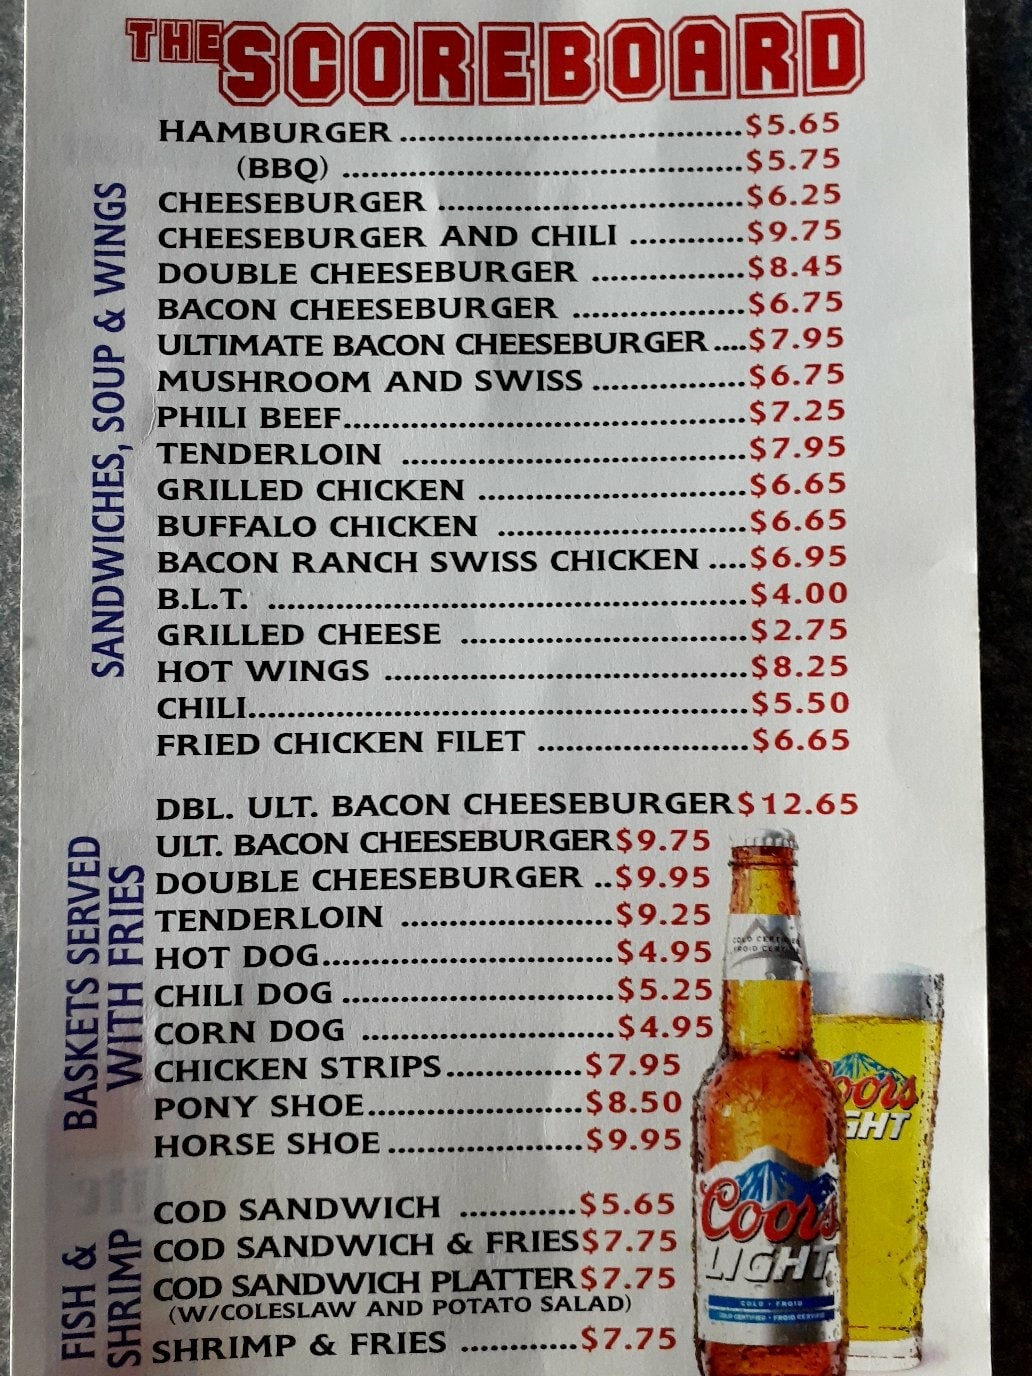 THE SCOREBOARD
SANDWICHES, SOUP & WINGS
HAMBURGER ........................................$5.65
(BBQ) ...............................................$5.75
CHEESEBURGER ....................................$6.25
CHEESEBURGER AND CHILI .............$9.75
DOUBLE CHEESEBURGER ..................$8.45
BACON CHEESEBURGER ....................$6.75
ULTIMATE BACON CHEESEBURGER....$7.95
MUSHROOM AND SWISS ..................$6.75
PHILI BEEF...............................................$7.25
TENDERLOIN ........................................$7.95
GRILLED CHICKEN ...............................$6.65
BUFFALO CHICKEN .............................$6.65
BACON RANCH SWISS CHICKEN ....$6.95
B.L.T. ........................................................$4.00
GRILLED CHEESE .................................$2.75
HOT WINGS ..........................................$8.25
CHILI..........................................................$5.50
FRIED CHICKEN FILET ........................$6.65
BASKETS SERVED
WITH FRIES
DBL. ULT. BACON CHEESEBURGER$12.65
ULT. BACON CHEESEBURGER$9.75
DOUBLE CHEESEBURGER ..$9.95
TENDERLOIN .........................$9.25
HOT DOG..................................$4.95
CHILI DOG ................................$5.25
CORN DOG ..............................$4.95
CHICKEN STRIPS................$7.95
PONY SHOE.........................$8.50
HORSE SHOE .......................$9.95
FISH &
SHRIMP
COD SANDWICH .............$5.65
COD SANDWICH & FRIES$7.75
COD SANDWICH PLATTER$7.75
(W/COLESLAW AND POTATO SALAD)
SHRIMP & FRIES .............$7.75
Coors
LIGHT
COLD • FROID